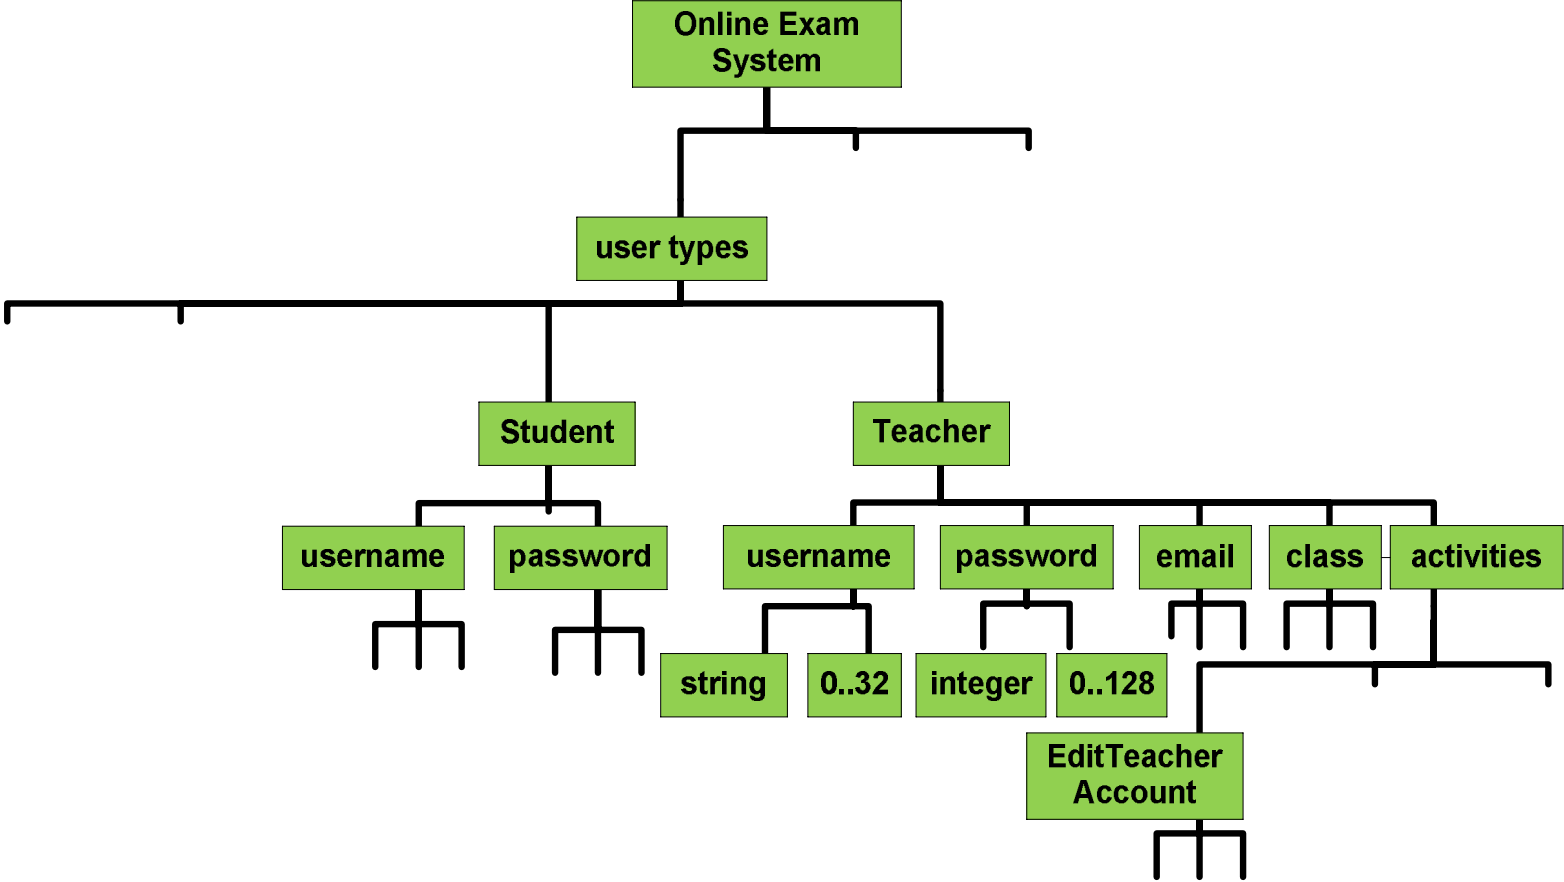 Online Exam
System
user types
Student
Teacher
username
password
username
password
email
class
activities
string
0..32
integer
0..128
EditTeacher
Account